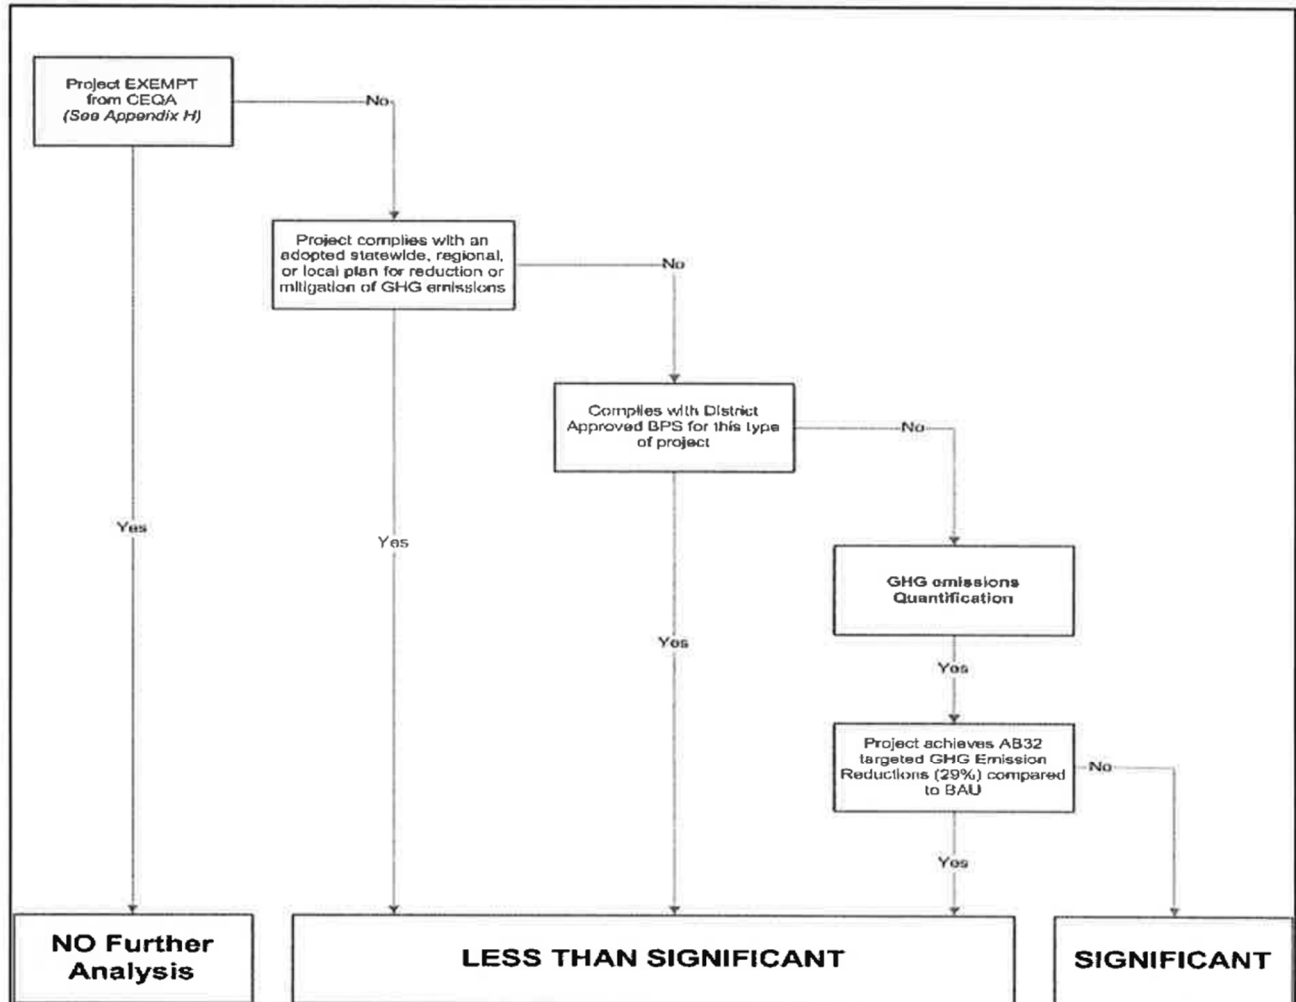 Project EXEMPT
from CEQA
(See Appendix H)
No
Project complies with an
adopted statewide, regional,
or local plan for reduction or
mitigation of GHG emissions
No
Complies with District
Approved BPS for this type
of project
No
Yes
Yes
GHG emissions
Quantification
Yes
Yes
Project achieves AB32
targeted GHG Emission
Reductions (29%) compared
to BAU
No
Yes
NO Further
Analysis
LESS THAN SIGNIFICANT
SIGNIFICANT